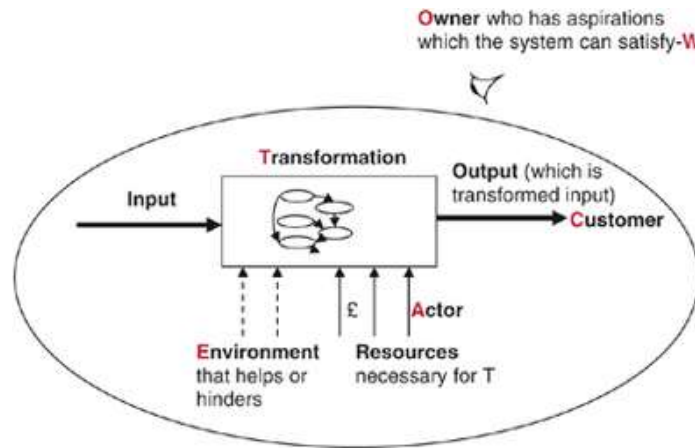 Owner who has aspirations
which the system can satisfy-W
Transformation
Input
Output (which is
transformed input)
Customer
£
Actor
Environment
that helps or
hinders
Resources
necessary for T